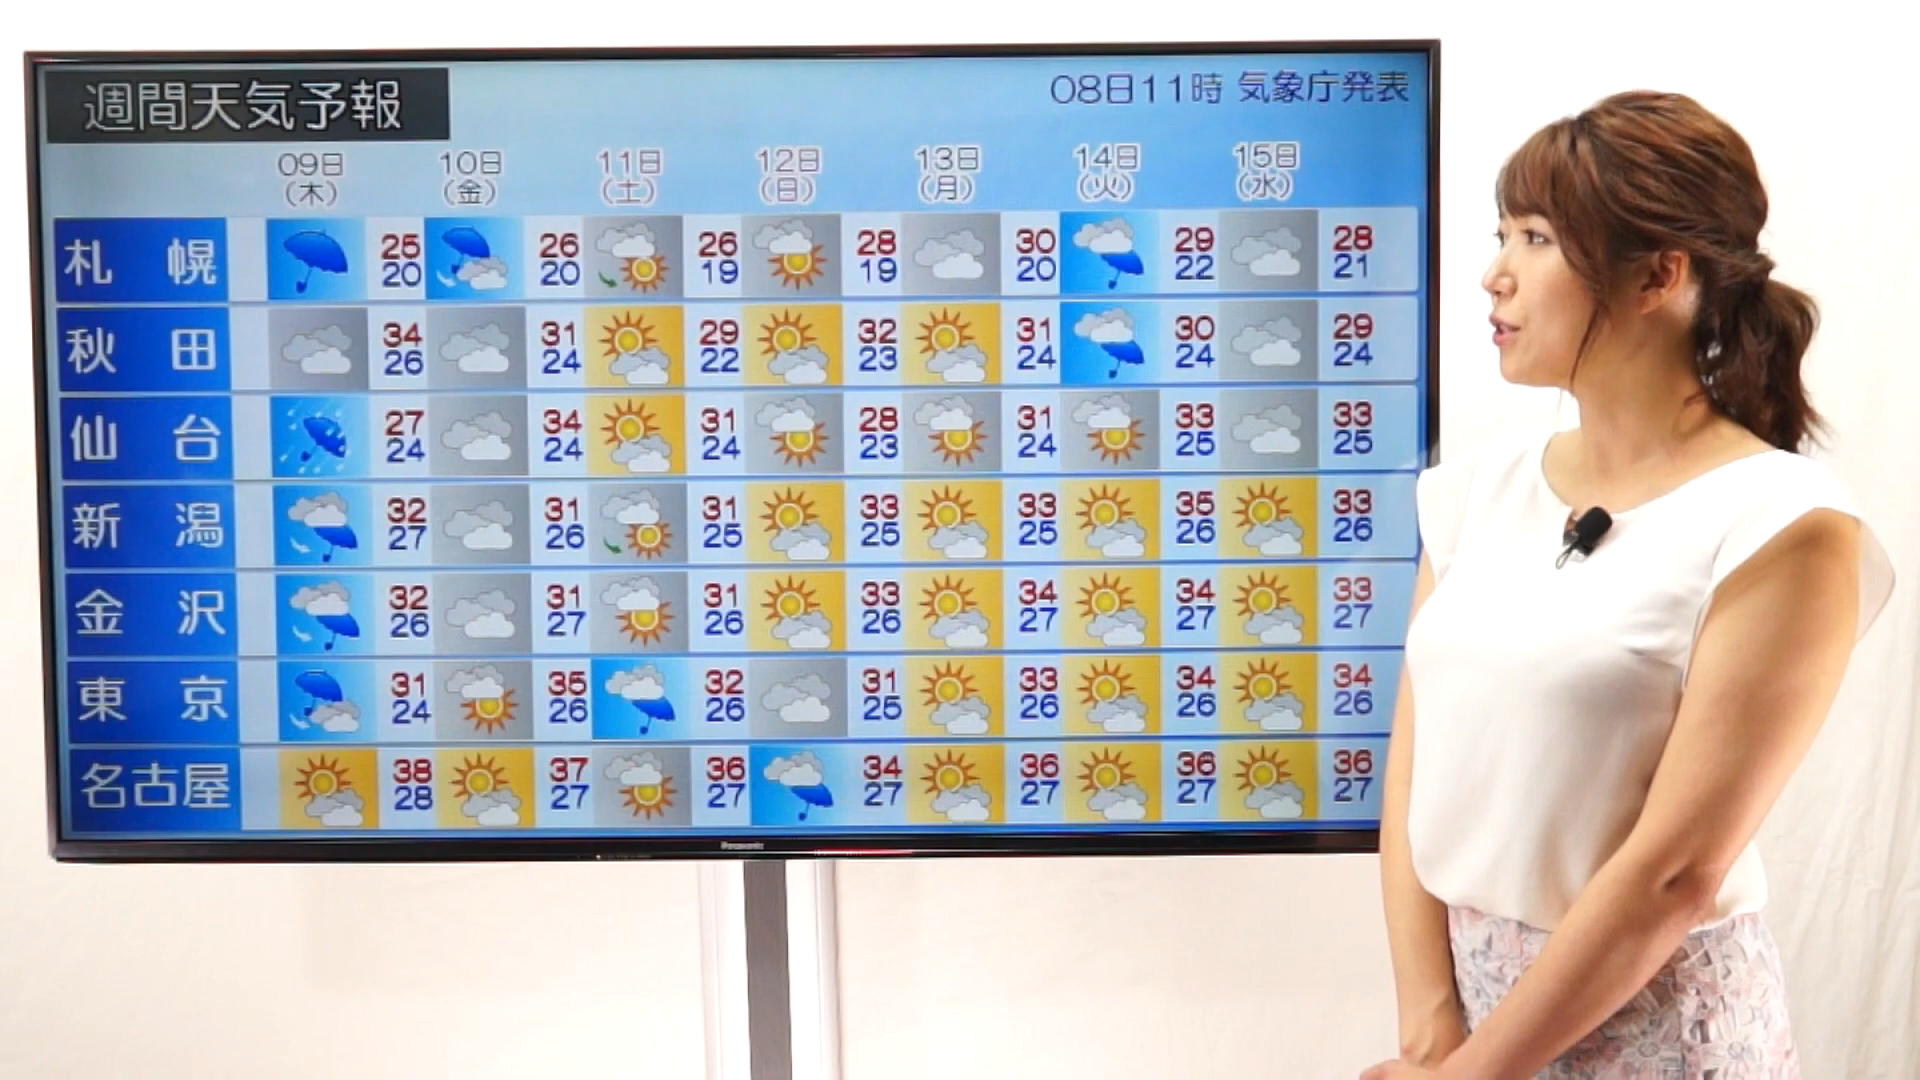 週間天気予報
08日11時 気象庁発表
09日 10日 11日 12日 13日 14日 15日
(木) (金) (土) (日) (月) (火) (水)
札幌 25 26 26 28 30 29 28
20 20 19 19 20 22 21
秋田 34 31 29 32 31 30 29
26 24 22 23 24 24 24
仙台 27 34 31 28 31 33 33
24 24 24 23 24 25 25
新潟 32 31 31 33 33 35 33
27 26 25 25 25 26 26
金沢 32 31 31 33 34 34 33
26 27 26 26 27 27 27
東京 31 35 32 31 33 34 34
24 26 26 25 26 26 26
名古屋 38 37 36 34 36 36 36
28 27 27 27 27 27 27
Panasonic